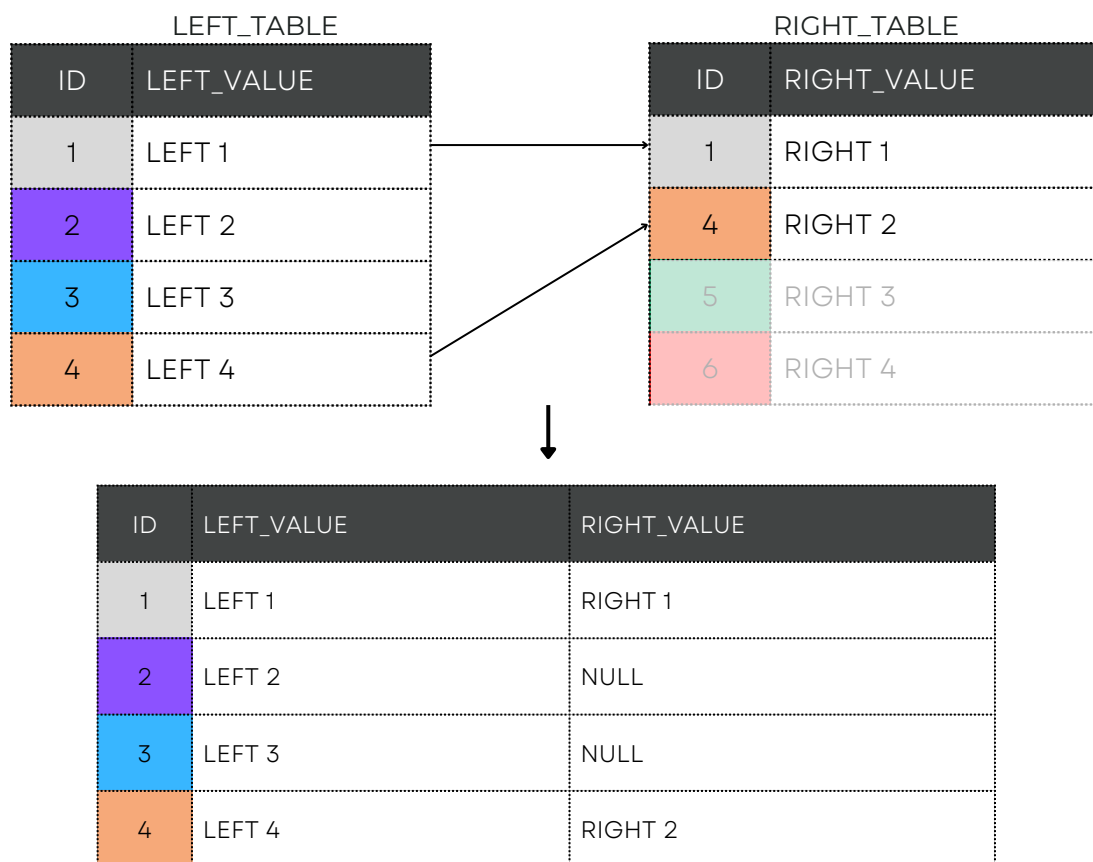 LEFT_TABLE RIGHT_TABLE
ID LEFT_VALUE ID RIGHT_VALUE
1 LEFT 1 1 RIGHT 1
2 LEFT 2 4 RIGHT 2
3 LEFT 3 5 RIGHT 3
4 LEFT 4 6 RIGHT 4
ID LEFT_VALUE RIGHT_VALUE
1 LEFT 1 RIGHT 1
2 LEFT 2 NULL
3 LEFT 3 NULL
4 LEFT 4 RIGHT 2